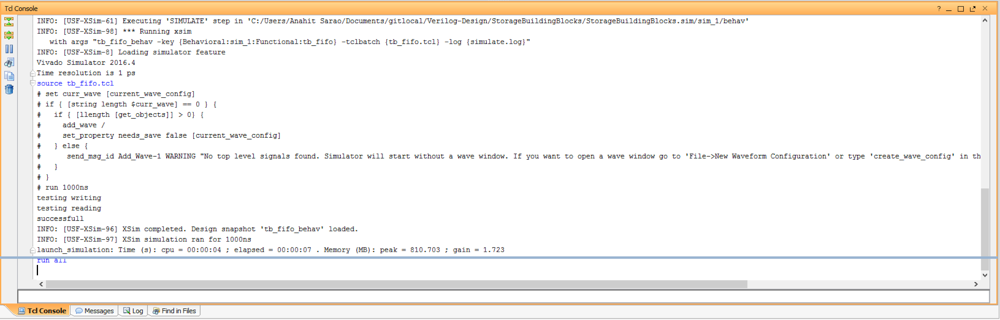 Tcl Console
INFO: [USF-XSim-61] Executing 'SIMULATE' step in 'C:/Users/Anahit Sarao/Documents/gitlocal/Verilog-Design/StorageBuildingBlocks/StorageBuildingBlocks.sim/sim_1/behav'
INFO: [USF-XSim-98] *** Running xsim
   with args "tb_fifo_behav -key {Behavioral:sim_1:Functional:tb_fifo} -tclbatch {tb_fifo.tcl} -log {simulate.log}"
INFO: [USF-XSim-8] Loading simulator feature
Vivado Simulator 2016.4
Time resolution is 1 ps
source tb_fifo.tcl
# set curr_wave [current_wave_config]
# if { [string length $curr_wave] == 0 } {
#   if { [llength [get_objects]] > 0} {
#     add_wave /
#     set_property needs_save false [current_wave_config]
#   } else {
#      send_msg_id Add_Wave-1 WARNING "No top level signals found. Simulator will start without a wave window. If you want to open a wave window go to 'File->New Waveform Configuration' or type 'create_wave_config' in th
#   }
# }
# run 1000ns
testing writing
testing reading
successfull
INFO: [USF-XSim-96] XSim completed. Design snapshot 'tb_fifo_behav' loaded.
INFO: [USF-XSim-97] XSim simulation ran for 1000ns
launch_simulation: Time (s): cpu = 00:00:04 ; elapsed = 00:00:07 . Memory (MB): peak = 810.703 ; gain = 1.723
run all
Tcl Console Messages Log Find in Files